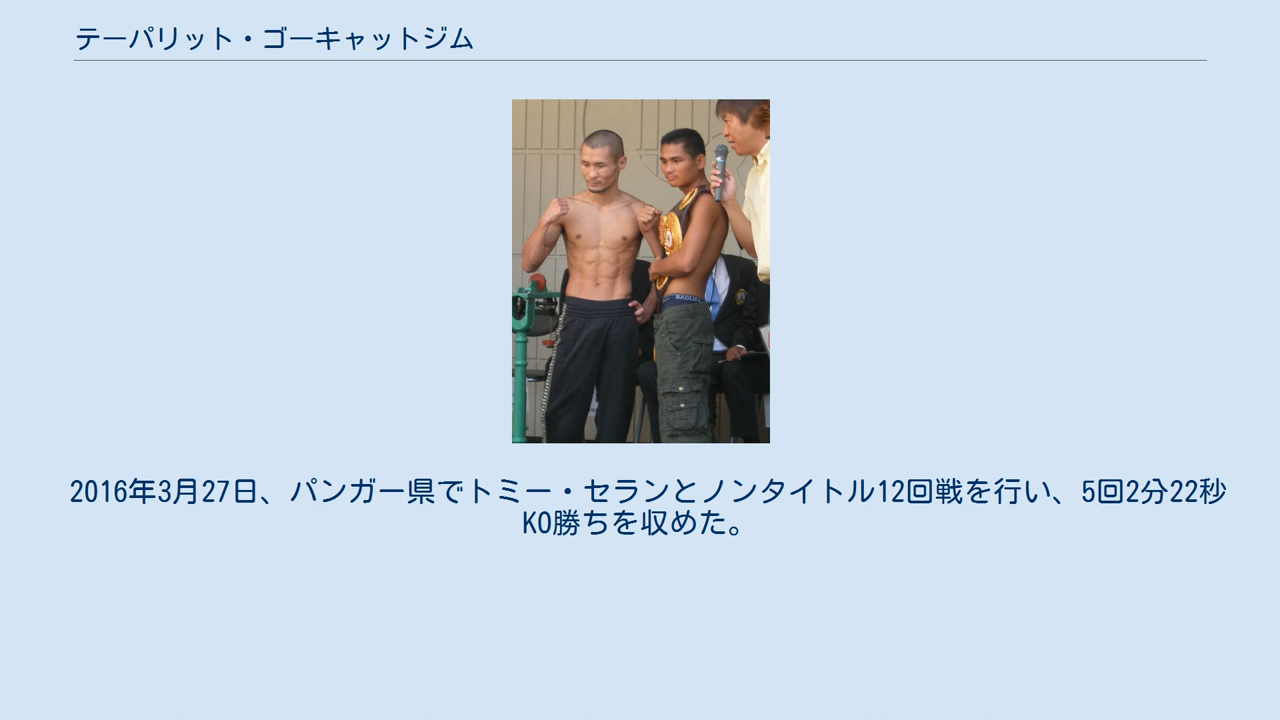 テーパリット・ゴーキャットジム
2016年3月27日、パンガー県でトミー・セランとノンタイトル12回戦を行い、5回2分22秒
KO勝ちを収めた。